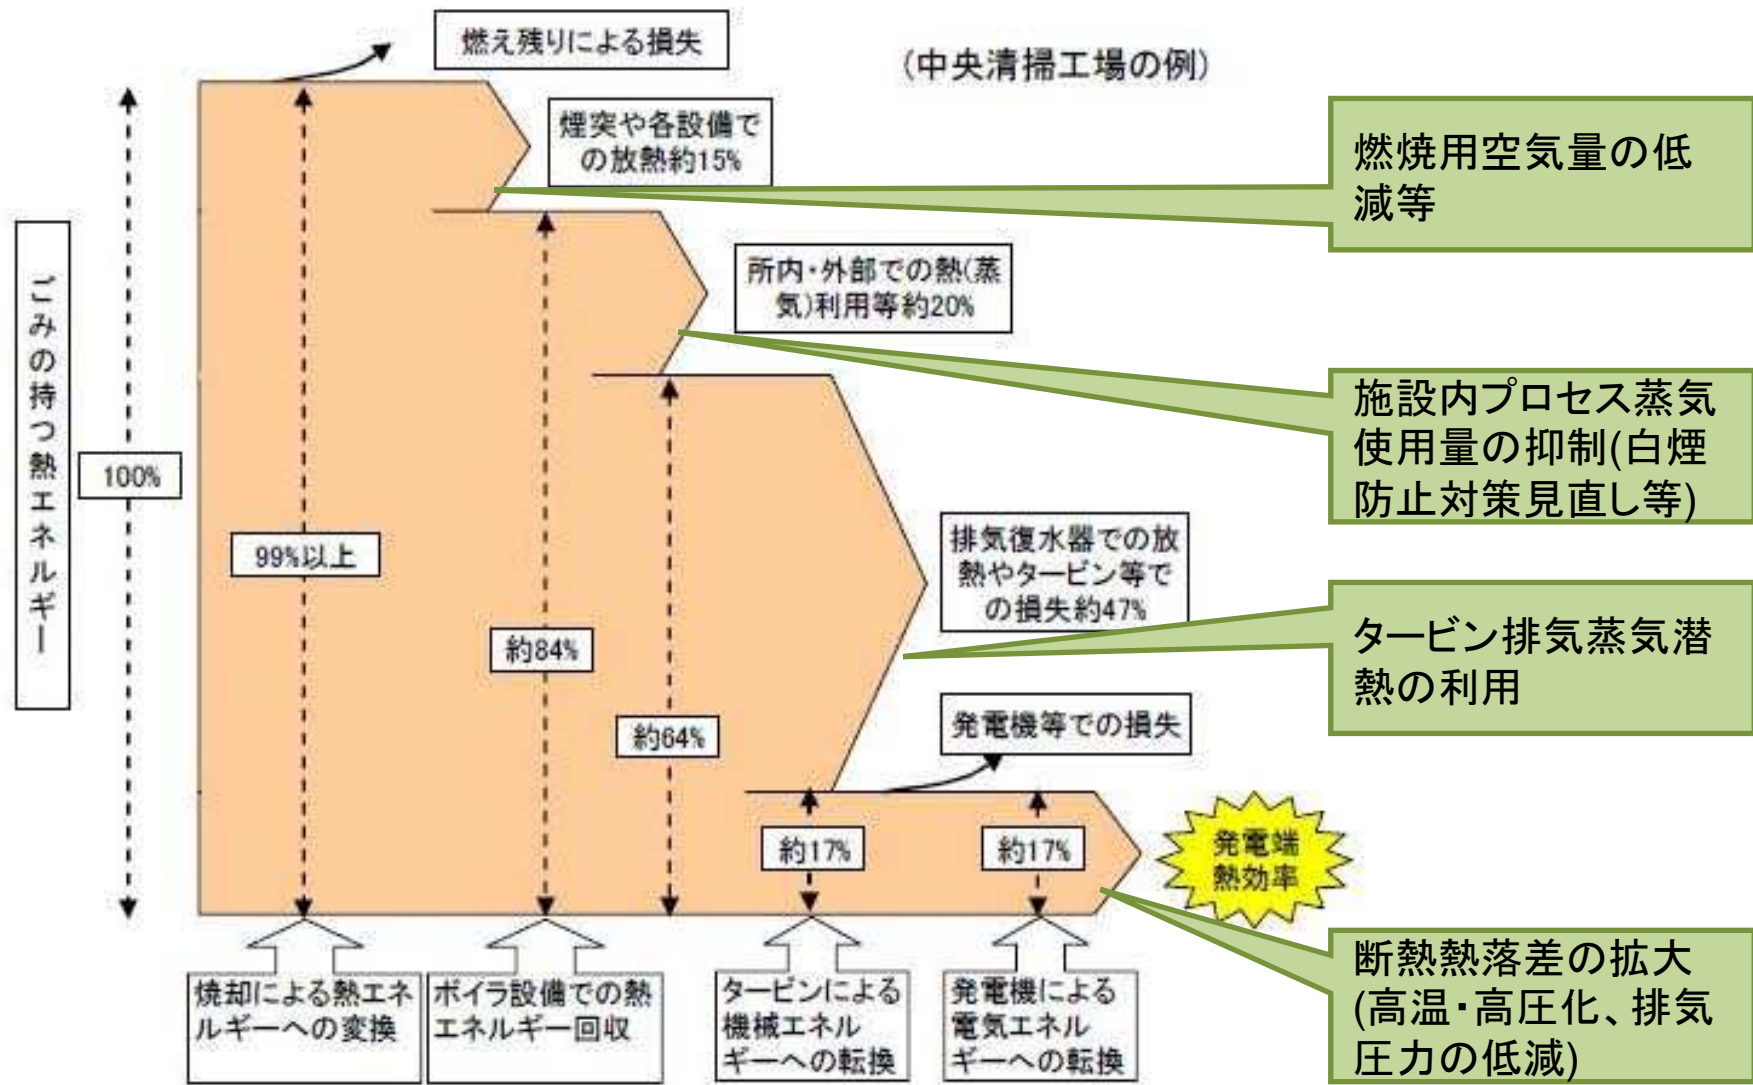 燃え残りによる損失
(中央清掃工場の例)
煙突や各設備で
の放熱約15%
燃焼用空気量の低
減等
所内・外部での熱(蒸
気)利用等約20%
施設内プロセス蒸気
使用量の抑制(白煙
防止対策見直し等)
ごみの持つ熱エネルギー
100%
99%以上
約84%
約64%
排気復水器での放
熱やタービン等で
の損失約47%
タービン排気蒸気潜
熱の利用
発電機等での損失
約17%
約17%
発電端
熱効率
断熱熱落差の拡大
(高温・高圧化、排気
圧力の低減)
焼却による熱エネ
ルギーへの変換
ボイラ設備での熱
エネルギー回収
タービンによる
機械エネル
ギーへの転換
発電機による
電気エネル
ギーへの転換